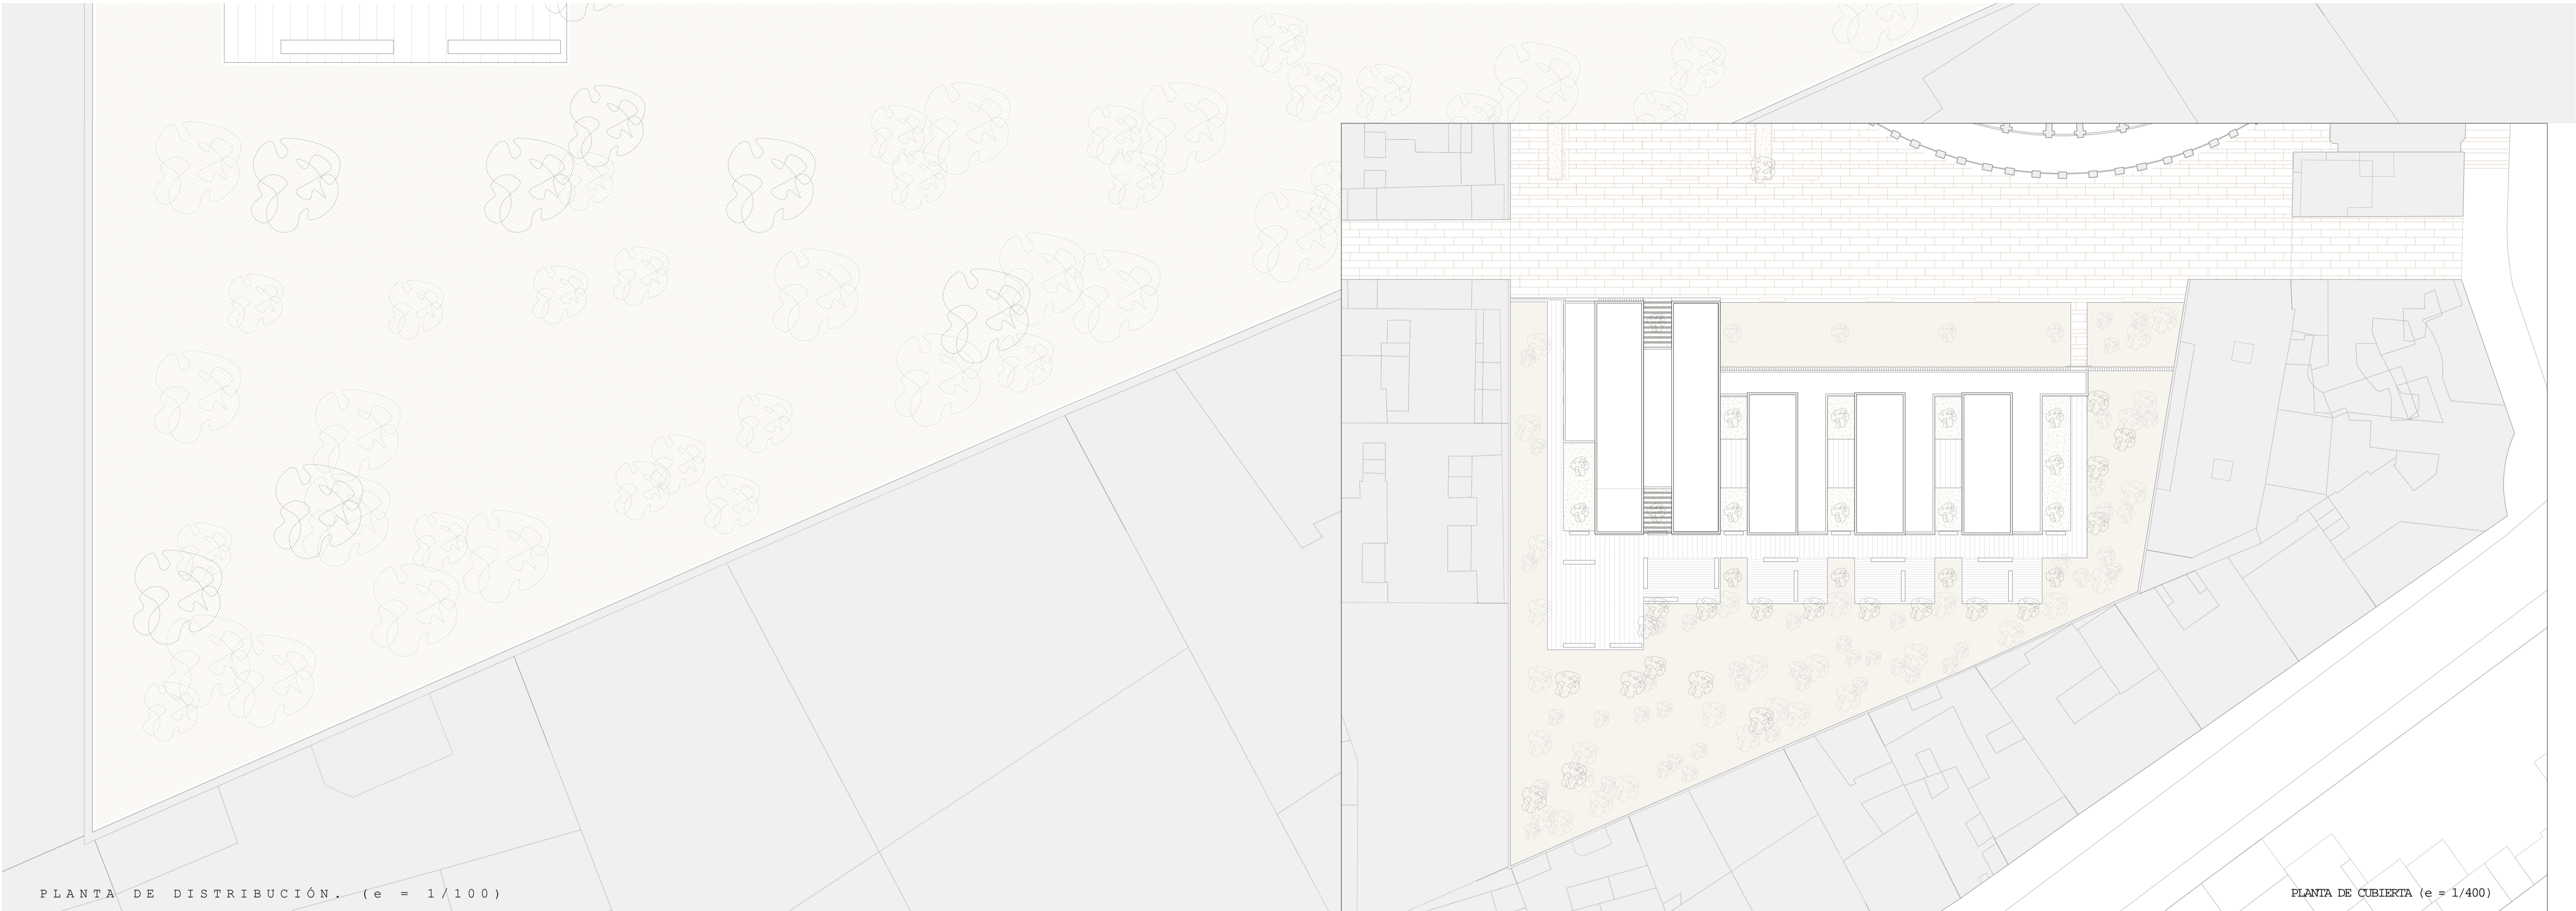 PLANTA DE DISTRIBUCIÓN. (e = 1/100)
PLANTA DE CUBIERTA (e = 1/400)